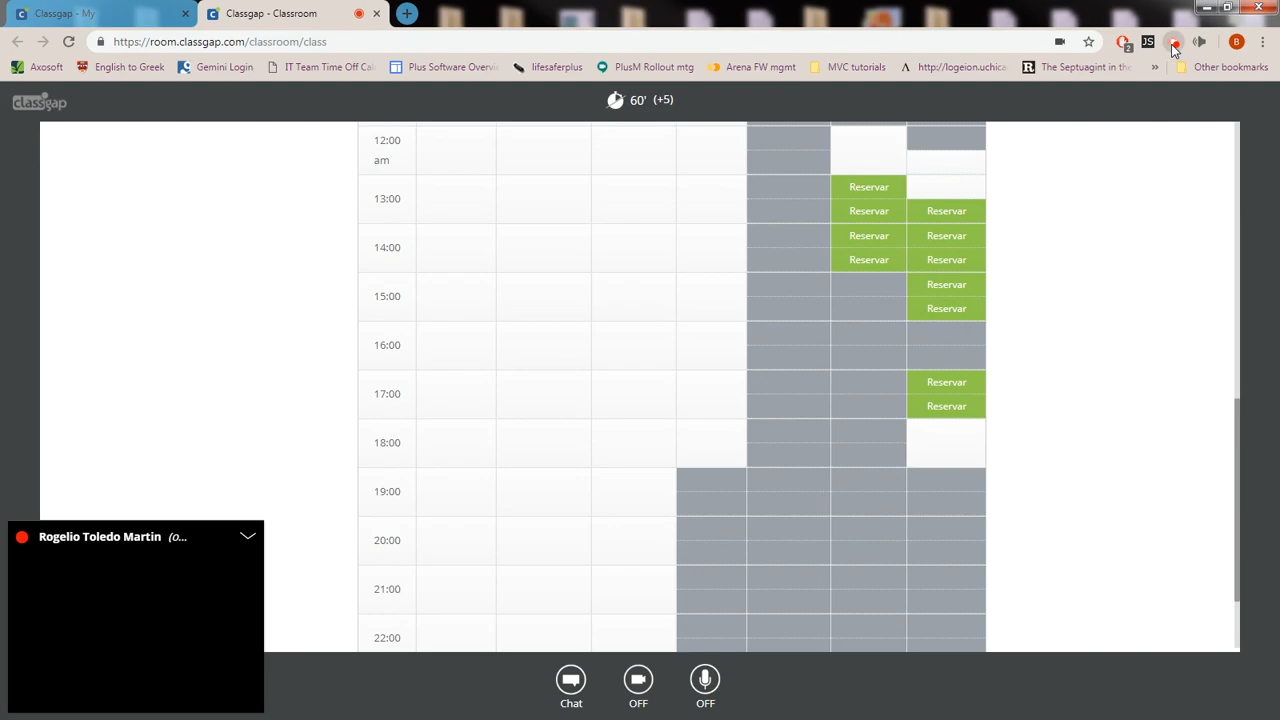 Classgap - My
Classgap - Classroom
https://room.classgap.com/classroom/class
2
JS
B
Axosoft
English to Greek
Gemini Login
IT Team Time Off Cal
Plus Software Overvi
lifesaferplus
PlusM Rollout mtg
Arena FW mgmt
MVC tutorials
http://logeion.uchica
R
The Septuagint in the
»
Other bookmarks
classgap
60' (+5)
12:00
am
13:00
Reservar
Reservar Reservar
14:00
Reservar Reservar
Reservar Reservar
15:00
Reservar
Reservar
16:00
17:00
Reservar
Reservar
18:00
19:00
20:00
21:00
22:00
Rogelio Toledo Martin (o...
Chat
OFF
OFF